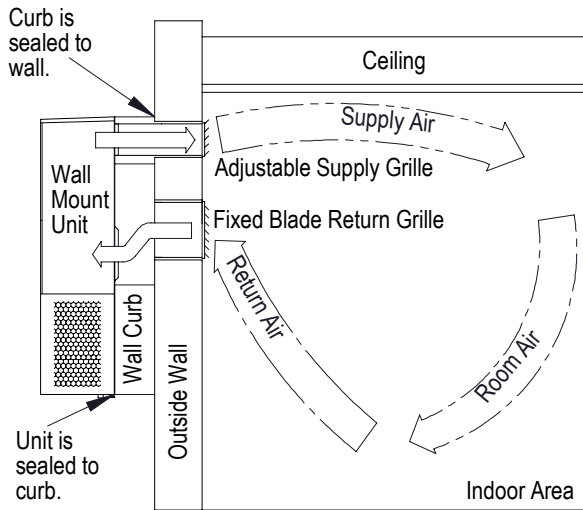 Curb is
sealed to
wall.
Ceiling
Supply Air
Adjustable Supply Grille
Wall
Mount
Unit
Fixed Blade Return Grille
Return Air
Room Air
Wall Curb
Outside Wall
Unit is
sealed to
curb.
Indoor Area